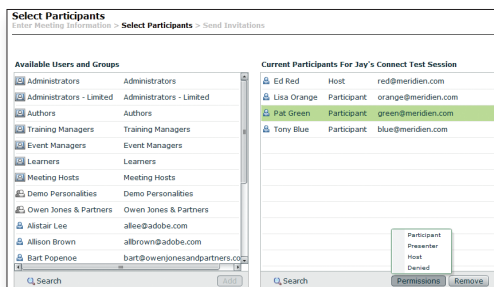 Select Participants
Enter Meeting Information > Select Participants > Send Invitations
Available Users and Groups
Administrators Administrators
Administrators - Limited Administrators - Limited
Authors Authors
Training Managers Training Managers
Event Managers Event Managers
Learners Learners
Meeting Hosts Meeting Hosts
Demo Personalities Demo Personalities
Owen Jones & Partners Owen Jones & Partners
Alistair Lee allee@adobe.com
Allison Brown allbrown@adobe.com
Bart Popenoe bart@owenjonesandpartners.co
Search Add
Current Participants For Jay's Connect Test Session
Ed Red Host red@meridien.com
Lisa Orange Participant orange@meridien.com
Pat Green Participant green@meridien.com
Tony Blue Participant blue@meridien.com
Participant
Presenter
Host
Denied
Search Permissions Remove